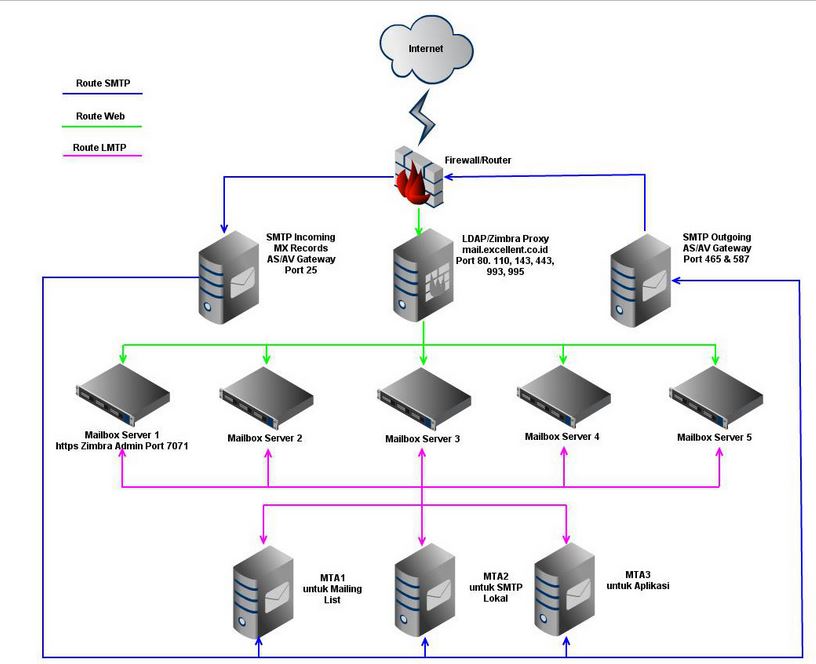 Internet
Route SMTP
Route Web
Route LMTP
Firewall/Router
SMTP Incoming
MX Records
AS/AV Gateway
Port 25
LDAP/Zimbra Proxy
mail.excellent.co.id
Port 80. 110, 143, 443,
993, 995
SMTP Outgoing
AS/AV Gateway
Port 465 & 587
Mailbox Server 1
https Zimbra Admin Port 7071
Mailbox Server 2
Mailbox Server 3
Mailbox Server 4
Mailbox Server 5
MTA1
untuk Mailing
List
MTA2
untuk SMTP
Lokal
MTA3
untuk Aplikasi